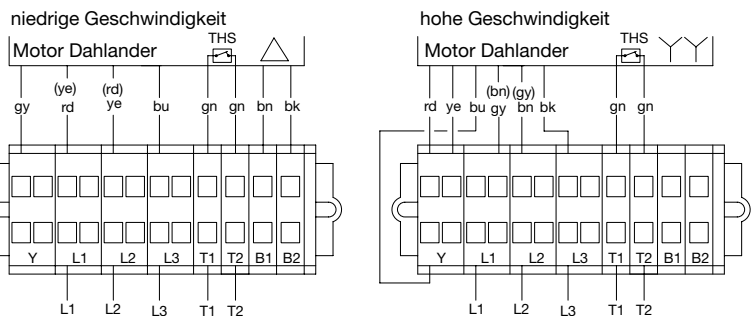 niedrige Geschwindigkeit
hohe Geschwindigkeit
Motor Dahlander
THS
Motor Dahlander
THS
gy
(ye)
rd
(rd)
ye
bu
gn
gn
bn
bk
rd
ye
bu
(bn)
gy
(gy)
bn
bk
gn
gn
Y
L1
L2
L3
T1
T2
B1
B2
Y
L1
L2
L3
T1
T2
B1
B2
L1
L2
L3
T1
T2
L1
L2
L3
T1
T2